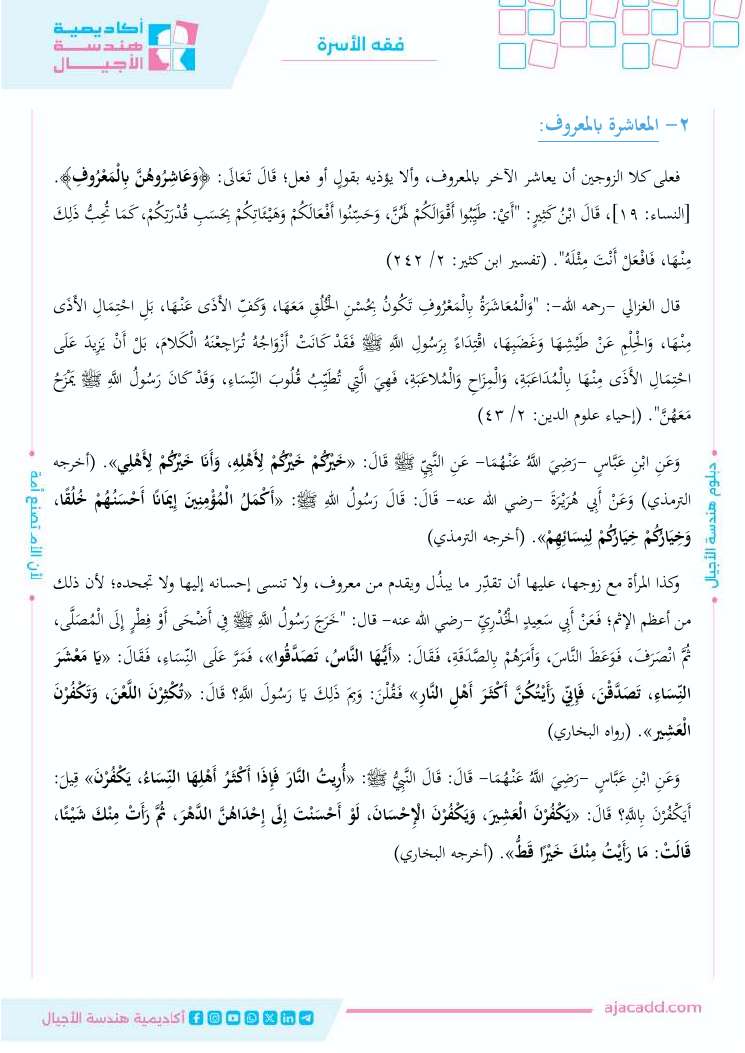 أكاديمية
هندسة
الأجيال
فقه الأسرة
٢- المعاشرة بالمعروف:
فعلى كلا الزوجين أن يعاشر الآخر بالمعروف، وألا يؤذيه بقولٍ أو فعل؛ قَالَ تَعَالَى: ﴿وَعَاشِرُوهُنَّ بِالْمَعْرُوفِ﴾.
[النساء: ١٩]، قَالَ ابْنُ كَثِيرٍ: "أَيْ: طَيِّبُوا أَقْوَالَكُمْ لَهُنَّ، وَحَسِّنُوا أَفْعَالَكُمْ وَهَيْئَاتِكُمْ بِحَسَبِ قُدْرَتِكُمْ، كَمَا تُحِبُّ ذَلِكَ
مِنْهَا، فَافْعَلْ أَنْتَ مِثْلَهُ". (تفسير ابن كثير: ٢/ ٢٤٢)
قال الغزالي -رحمه الله-: "وَالْمُعَاشَرَةُ بِالْمَعْرُوفِ تَكُونُ بِحُسْنِ الْخُلُقِ مَعَهَا، وَكَفِّ الأَذَى عَنْهَا، بَلِ احْتِمَالِ الأَذَى
مِنْهَا، وَالْحِلْمِ عَنْ طَيْشِهَا وَغَضَبِهَا، اقْتِدَاءً بِرَسُولِ اللَّهِ ﷺ فَقَدْ كَانَتْ أَزْوَاجُهُ تُرَاجِعْنَهُ الْكَلامَ، بَلْ أَنْ يَزِيدَ عَلَى
احْتِمَالِ الأَذَى مِنْهَا بِالْمُدَاعَبَةِ، وَالْمِزَاحِ وَالْمُلاعَبَةِ، فَهِيَ الَّتِي تُطَيِّبُ قُلُوبَ النِّسَاءِ، وَقَدْ كَانَ رَسُولُ اللَّهِ ﷺ يَمْزَحُ
مَعَهُنَّ". (إحياء علوم الدين: ٢/ ٤٣)
وَعَنِ ابْنِ عَبَّاسٍ -رَضِيَ اللَّهُ عَنْهُمَا- عَنِ النَّبِيِّ ﷺ قَالَ: «خَيْرُكُمْ خَيْرُكُمْ لِأَهْلِهِ، وَأَنَا خَيْرُكُمْ لِأَهْلِي». (أخرجه
الترمذي) وَعَنْ أَبِي هُرَيْرَةَ -رضي الله عنه- قَالَ: قَالَ رَسُولُ اللهِ ﷺ: «أَكْمَلُ الْمُؤْمِنِينَ إِيمَانًا أَحْسَنُهُمْ خُلُقًا،
وَخِيَارُكُمْ خِيَارُكُمْ لِنِسَائِهِمْ». (أخرجه الترمذي)
وكذا المرأة مع زوجها، عليها أن تقدِّر ما يبذُل ويقدم من معروف، ولا تنسى إحسانه إليها ولا تجحده؛ لأن ذلك
من أعظم الإثم؛ فَعَنْ أَبِي سَعِيدٍ الْخُدْرِيِّ -رضي الله عنه- قال: "خَرَجَ رَسُولُ اللَّهِ ﷺ فِي أَضْحَى أَوْ فِطْرٍ إِلَى الْمُصَلَّى،
ثُمَّ انْصَرَفَ، فَوَعَظَ النَّاسَ، وَأَمَرَهُمْ بِالصَّدَقَةِ، فَقَالَ: «أَيُّهَا النَّاسُ، تَصَدَّقُوا»، فَمَرَّ عَلَى النِّسَاءِ، فَقَالَ: «يَا مَعْشَرَ
النِّسَاءِ، تَصَدَّقْنَ، فَإِنِّي رَأَيْتُكُنَّ أَكْثَرَ أَهْلِ النَّارِ» فَقُلْنَ: وَبِمَ ذَلِكَ يَا رَسُولَ اللَّهِ؟ قَالَ: «تُكْثِرْنَ اللَّعْنَ، وَتَكْفُرْنَ
الْعَشِيرَ». (رواه البخاري)
وَعَنِ ابْنِ عَبَّاسٍ -رَضِيَ اللَّهُ عَنْهُمَا- قَالَ: قَالَ النَّبِيُّ ﷺ: «أُرِيتُ النَّارَ فَإِذَا أَكْثَرُ أَهْلِهَا النِّسَاءُ، يَكْفُرْنَ» قِيلَ:
أَيَكْفُرْنَ بِاللَّهِ؟ قَالَ: «يَكْفُرْنَ الْعَشِيرَ، وَيَكْفُرْنَ الْإِحْسَانَ، لَوْ أَحْسَنْتَ إِلَى إِحْدَاهُنَّ الدَّهْرَ، ثُمَّ رَأَتْ مِنْكَ شَيْئًا،
قَالَتْ: مَا رَأَيْتُ مِنْكَ خَيْرًا قَطُّ». (أخرجه البخاري)
دبلوم هندسة الأجيال
لأن الأم تصنع أمة
ajacadd.com
أكاديمية هندسة الأجيال